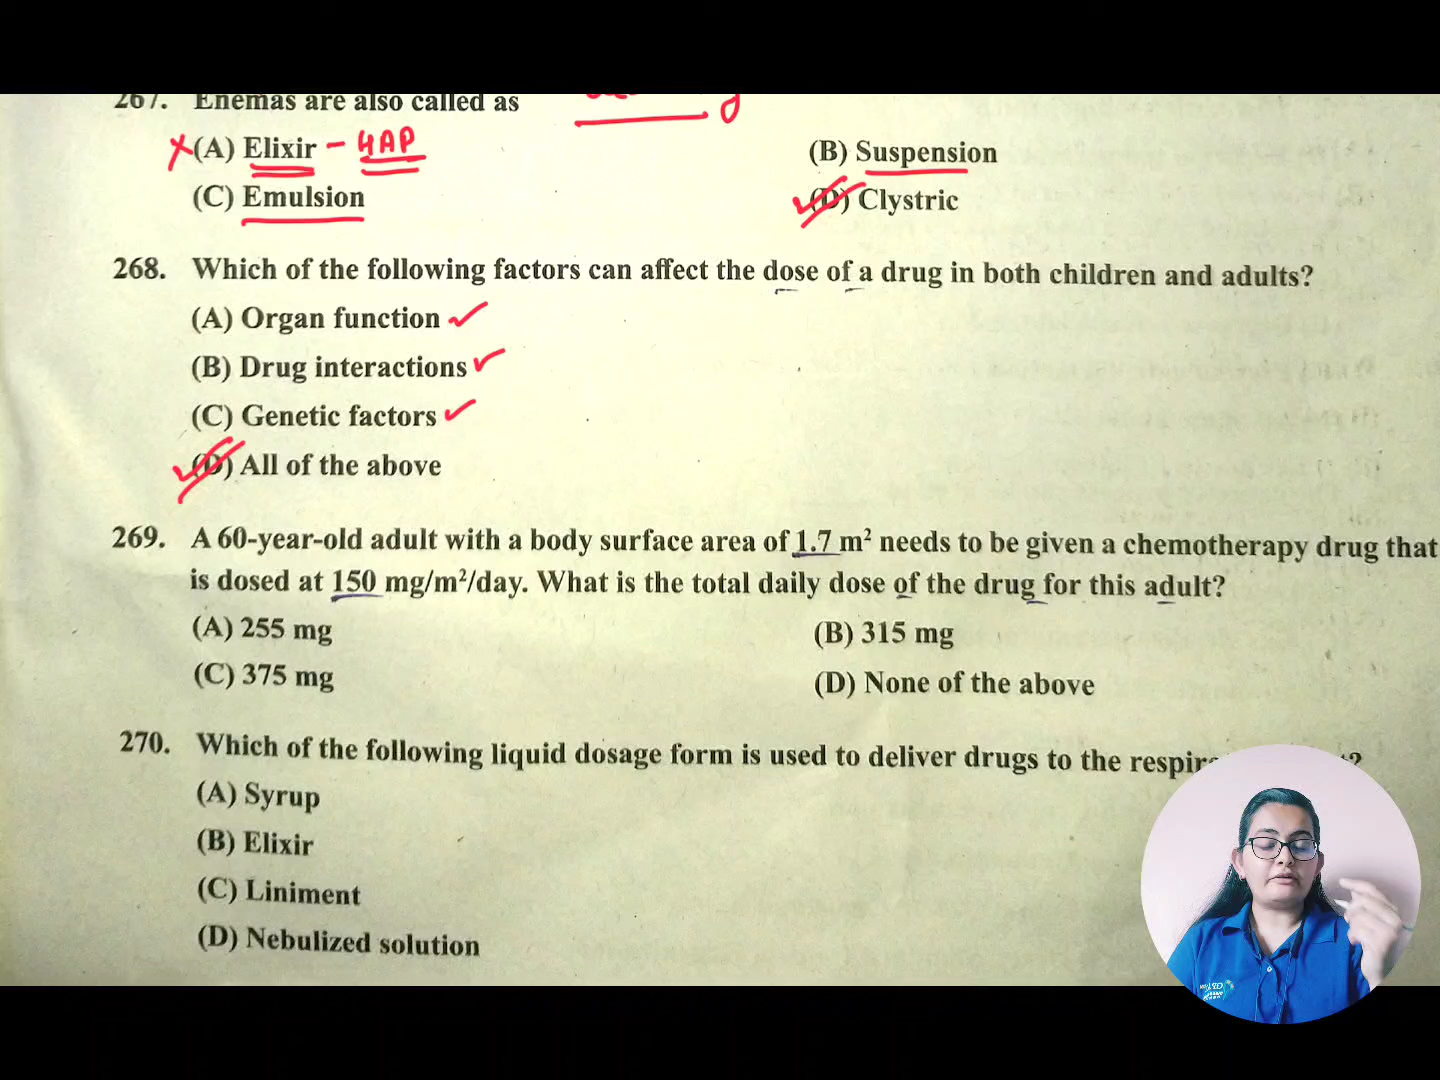 267. Enemas are also called as
(A) Elixir – 4AP
(B) Suspension
(C) Emulsion
(D) Clystric
268. Which of the following factors can affect the dose of a drug in both children and adults?
(A) Organ function
(B) Drug interactions
(C) Genetic factors
(D) All of the above
269. A 60-year-old adult with a body surface area of 1.7 m² needs to be given a chemotherapy drug that
is dosed at 150 mg/m²/day. What is the total daily dose of the drug for this adult?
(A) 255 mg
(B) 315 mg
(C) 375 mg
(D) None of the above
270. Which of the following liquid dosage form is used to deliver drugs to the
(A) Syrup
(B) Elixir
(C) Liniment
(D) Nebulized solution